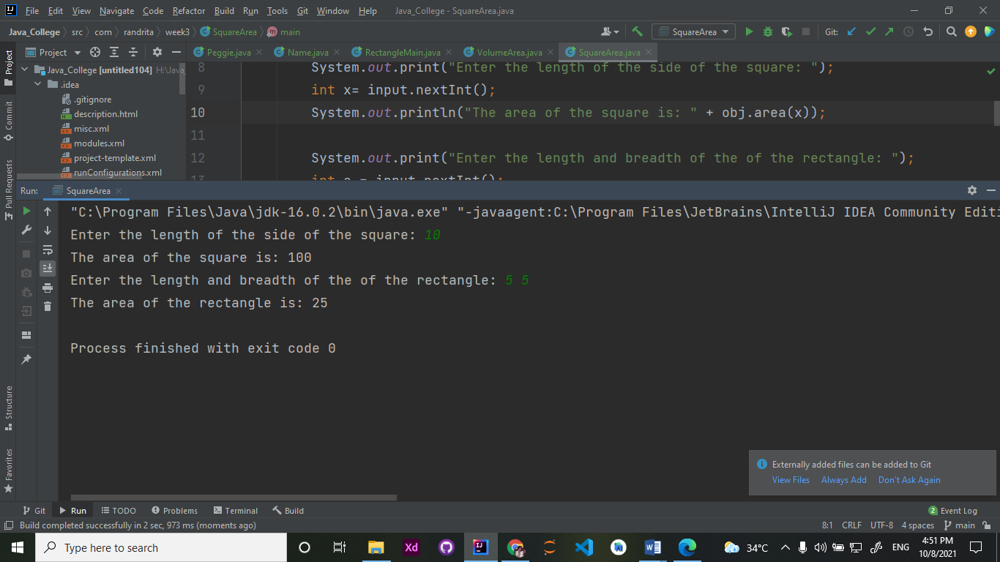 File Edit View Navigate Code Refactor Build Run Tools Git Window Help Java_College - SquareArea.java
Java_College src com randrita week3 SquareArea main SquareArea Git:
Project Peggie.java Name.java RectangleMain.java VolumeArea.java SquareArea.java
Project
Commit
Pull Requests
Java_College [untitled104] H:\Java
.idea
.gitignore
description.html
misc.xml
modules.xml
project-template.xml
runConfigurations.xml
8 System.out.print("Enter the length of the side of the square: ");
9 int x= input.nextInt();
10 System.out.println("The area of the square is: " + obj.area(x));
11
12 System.out.print("Enter the length and breadth of the of the rectangle: ");
13 int a = input.nextInt();
Run: SquareArea
"C:\Program Files\Java\jdk-16.0.2\bin\java.exe" "-javaagent:C:\Program Files\JetBrains\IntelliJ IDEA Community Editi
Enter the length of the side of the square: 10
The area of the square is: 100
Enter the length and breadth of the of the rectangle: 5 5
The area of the rectangle is: 25
Process finished with exit code 0
Structure
Favorites
Externally added files can be added to Git
View Files Always Add Don't Ask Again
Git Run TODO Problems Terminal Build 2 Event Log
Build completed successfully in 2 sec, 973 ms (moments ago) 8:1 CRLF UTF-8 4 spaces main
Type here to search Xd 34°C ENG 4:51 PM
10/8/2021